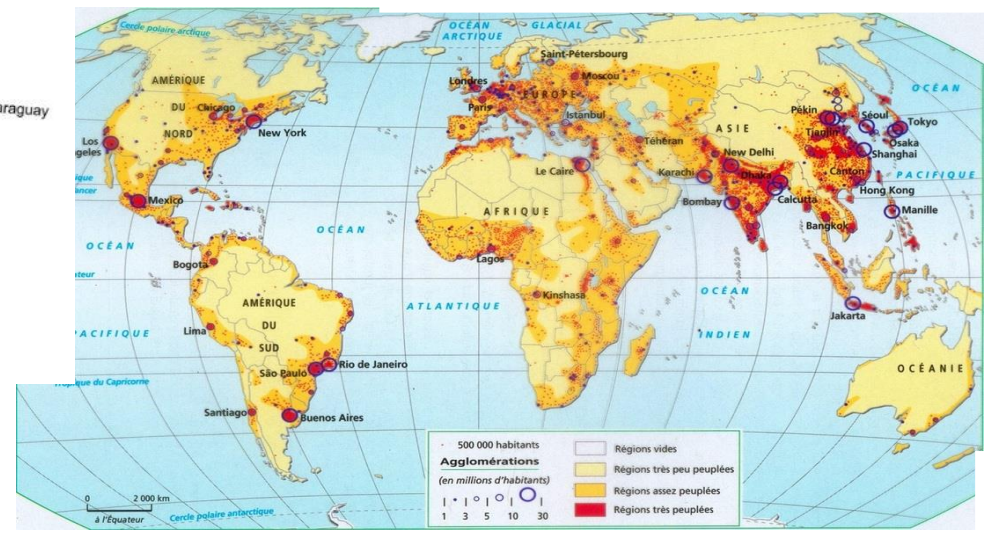 Cercle polaire arctique
OCÉAN
ARCTIQUE
GLACIAL
Saint-Pétersbourg
Moscou
Londres
EUROPE
Paris
Istanbul
AMÉRIQUE
DU
NORD
Chicago
New York
Los
geles
araguay
Mexico
OCÉAN
PACIFIQUE
OCÉAN
ATLANTIQUE
ASIE
Pékin
Tianjin
Séoul
Tokyo
Osaka
Shanghai
OCÉAN
PACIFIQUE
Téhéran
New Delhi
Karachi
Dhaka
Le Caire
Canton
Hong Kong
Bombay
Calcutta
Manille
Bangkok
AFRIQUE
Lagos
Kinshasa
Bogota
AMÉRIQUE
DU
SUD
Lima
Rio de Janeiro
São Paulo
Santiago
Buenos Aires
OCÉAN
INDIEN
Jakarta
OCÉANIE
ique
ancer
ateur
Tropique du Capricorne
0 2 000 km
à l'Équateur
Cercle polaire antarctique
500 000 habitants
Agglomérations
(en millions d'habitants)
1 3 5 10 30
Régions vides
Régions très peu peuplées
Régions assez peuplées
Régions très peuplées